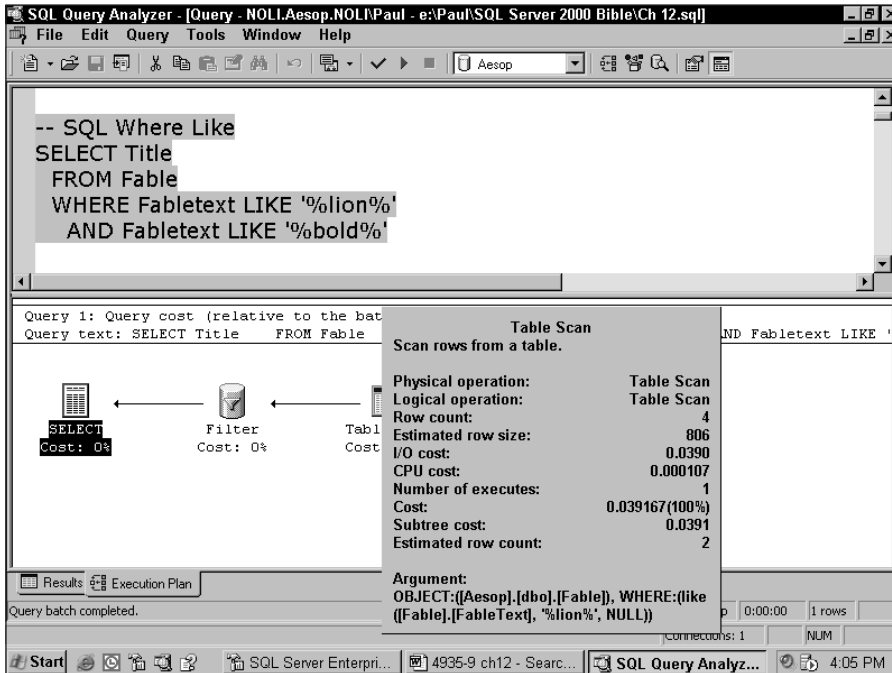 SQL Query Analyzer - [Query - NOLI.Aesop.NOLI\Paul - e:\Paul\SQL Server 2000 Bible\Ch 12.sql]
File Edit Query Tools Window Help
Aesop
-- SQL Where Like
SELECT Title
FROM Fable
WHERE Fabletext LIKE '%lion%'
AND Fabletext LIKE '%bold%'
Query 1: Query cost (relative to the bat
Query text: SELECT Title FROM Fable ND Fabletext LIKE '
SELECT
Cost: 0%
Filter
Cost: 0%
Tabl
Cost
Table Scan
Scan rows from a table.
Physical operation: Table Scan
Logical operation: Table Scan
Row count: 4
Estimated row size: 806
I/O cost: 0.0390
CPU cost: 0.000107
Number of executes: 1
Cost: 0.039167(100%)
Subtree cost: 0.0391
Estimated row count: 2
Argument:
OBJECT:([Aesop].[dbo].[Fable]), WHERE:(like
([Fable].[FableText], '%lion%', NULL))
Results Execution Plan
Query batch completed. p 0:00:00 1 rows
Connections: 1 NUM
Start SQL Server Enterpri... 4935-9 ch12 - Searc... SQL Query Analyz... 4:05 PM